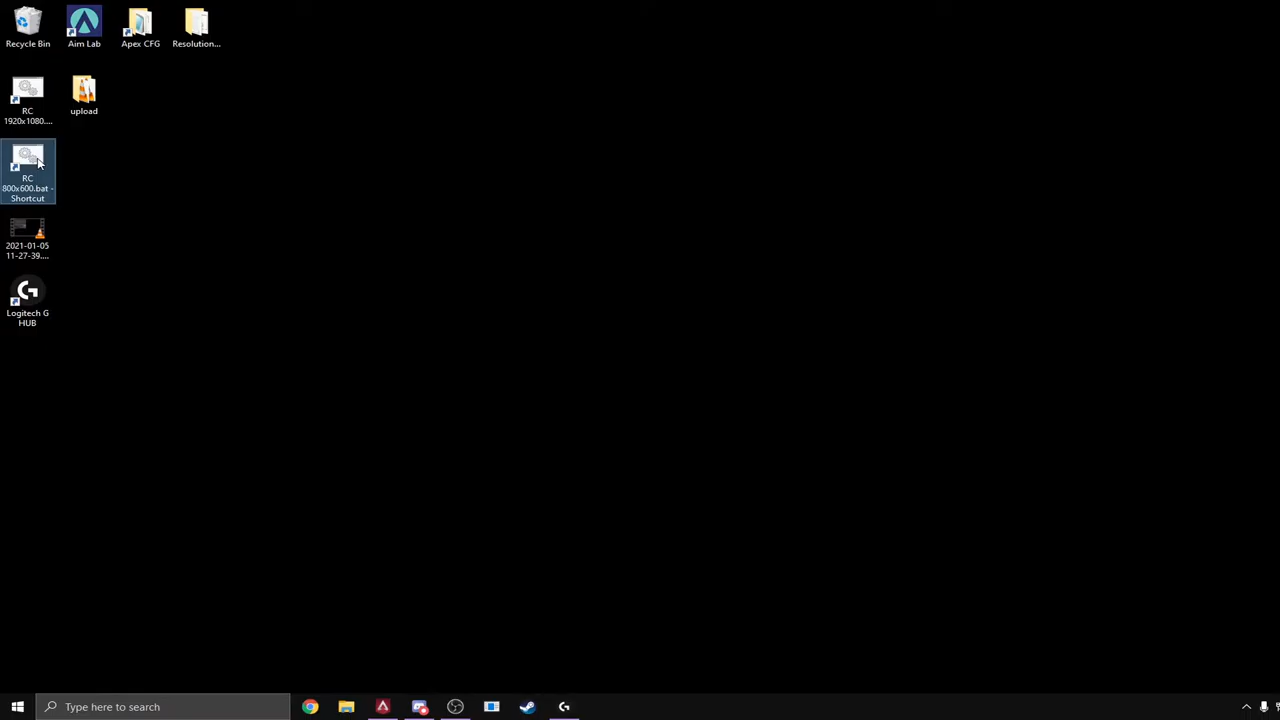 Recycle Bin
Aim Lab
Apex CFG
Resolution...
RC
1920x1080....
upload
RC
800x600.bat -
Shortcut
2021-01-05
11-27-39....
Logitech G
HUB
Type here to search